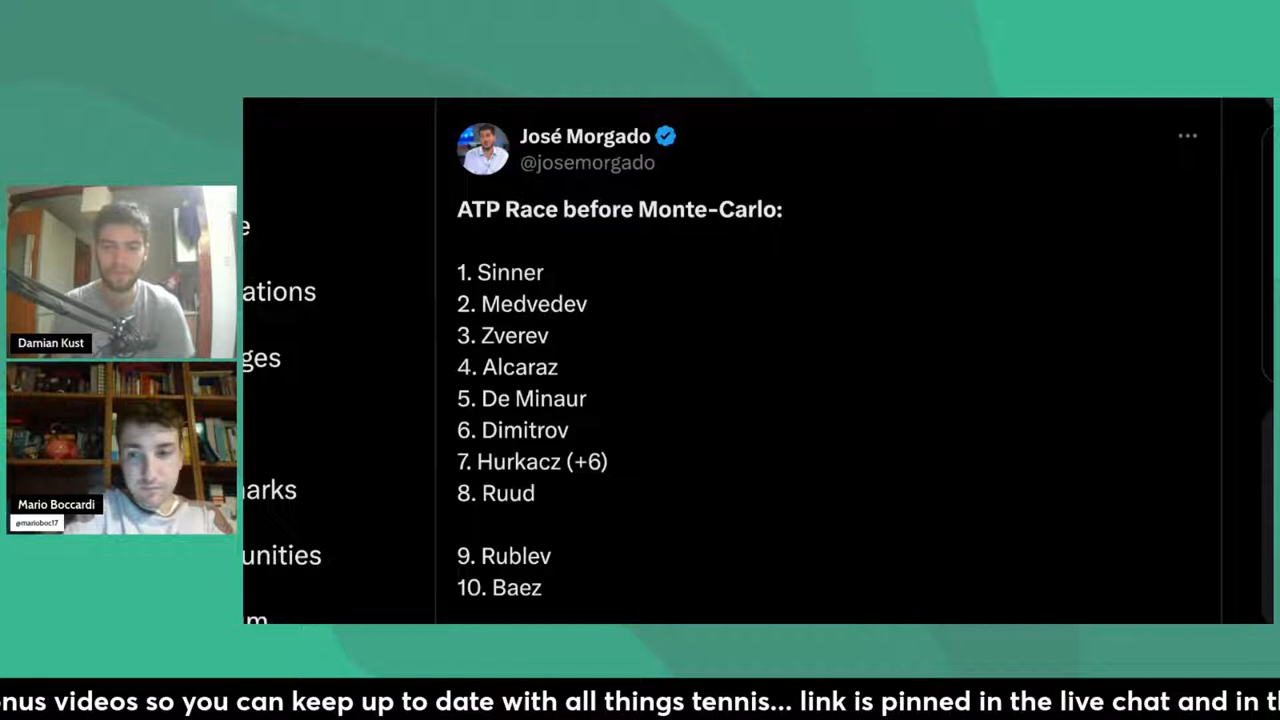 José Morgado
@josemorgado
ATP Race before Monte-Carlo:
1. Sinner
2. Medvedev
3. Zverev
4. Alcaraz
5. De Minaur
6. Dimitrov
7. Hurkacz (+6)
8. Ruud
9. Rublev
10. Baez
e
ations
ges
arks
unities
m
Damian Kust
Mario Boccardi
@marioboc17
onus videos so you can keep up to date with all things tennis... link is pinned in the live chat and in th